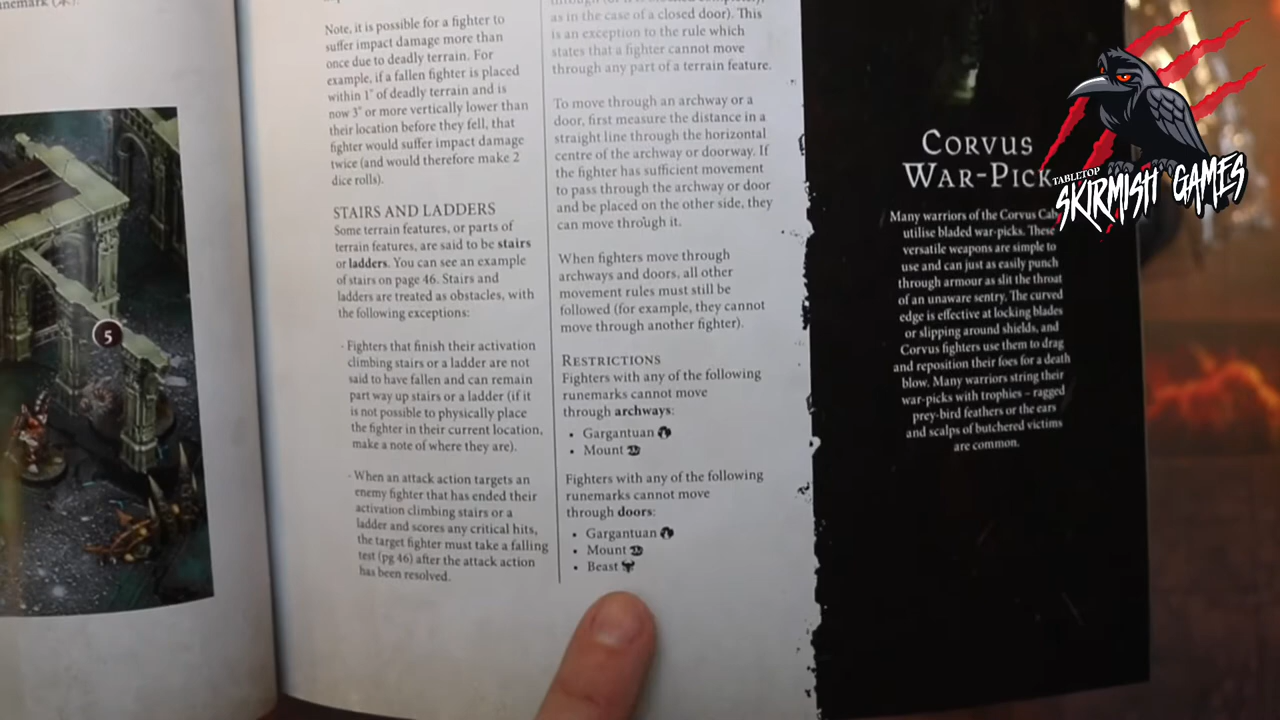 Note, it is possible for a fighter to
suffer impact damage more than
once due to deadly terrain. For
example, if a fallen fighter is placed
within 1" of deadly terrain and is
now 3" or more vertically lower than
their location before they fell, that
fighter would suffer impact damage
twice (and would therefore make 2
dice rolls).
STAIRS AND LADDERS
Some terrain features, or parts of
terrain features, are said to be stairs
or ladders. You can see an example
of stairs on page 46. Stairs and
ladders are treated as obstacles, with
the following exceptions:
· Fighters that finish their activation
climbing stairs or a ladder are not
said to have fallen and can remain
part way up stairs or a ladder (if it
is not possible to physically place
the fighter in their current location,
make a note of where they are).
· When an attack action targets an
enemy fighter that has ended their
activation climbing stairs or a
ladder and scores any critical hits,
the target fighter must take a falling
test (pg 46) after the attack action
has been resolved.
as in the case of a closed door). This
is an exception to the rule which
states that a fighter cannot move
through any part of a terrain feature.
To move through an archway or a
door, first measure the distance in a
straight line through the horizontal
centre of the archway or doorway. If
the fighter has sufficient movement
to pass through the archway or door
and be placed on the other side, they
can move through it.
When fighters move through
archways and doors, all other
movement rules must still be
followed (for example, they cannot
move through another fighter).
RESTRICTIONS
Fighters with any of the following
runemarks cannot move
through archways:
• Gargantuan
• Mount
Fighters with any of the following
runemarks cannot move
through doors:
• Gargantuan
• Mount
• Beast
5
CORVUS
WAR-PICK
Many warriors of the Corvus
utilise bladed war-picks. These
versatile weapons are simple to
use and can just as easily punch
through armour as slit the throat
of an unaware sentry. The curved
edge is effective at locking blades
or slipping around shields, and
Corvus fighters use them to drag
and reposition their foes for a death
blow. Many warriors string their
war-picks with trophies – ragged
prey-bird feathers or the ears
and scalps of butchered victims
are common.
TABLETOP
SKIRMISH GAMES